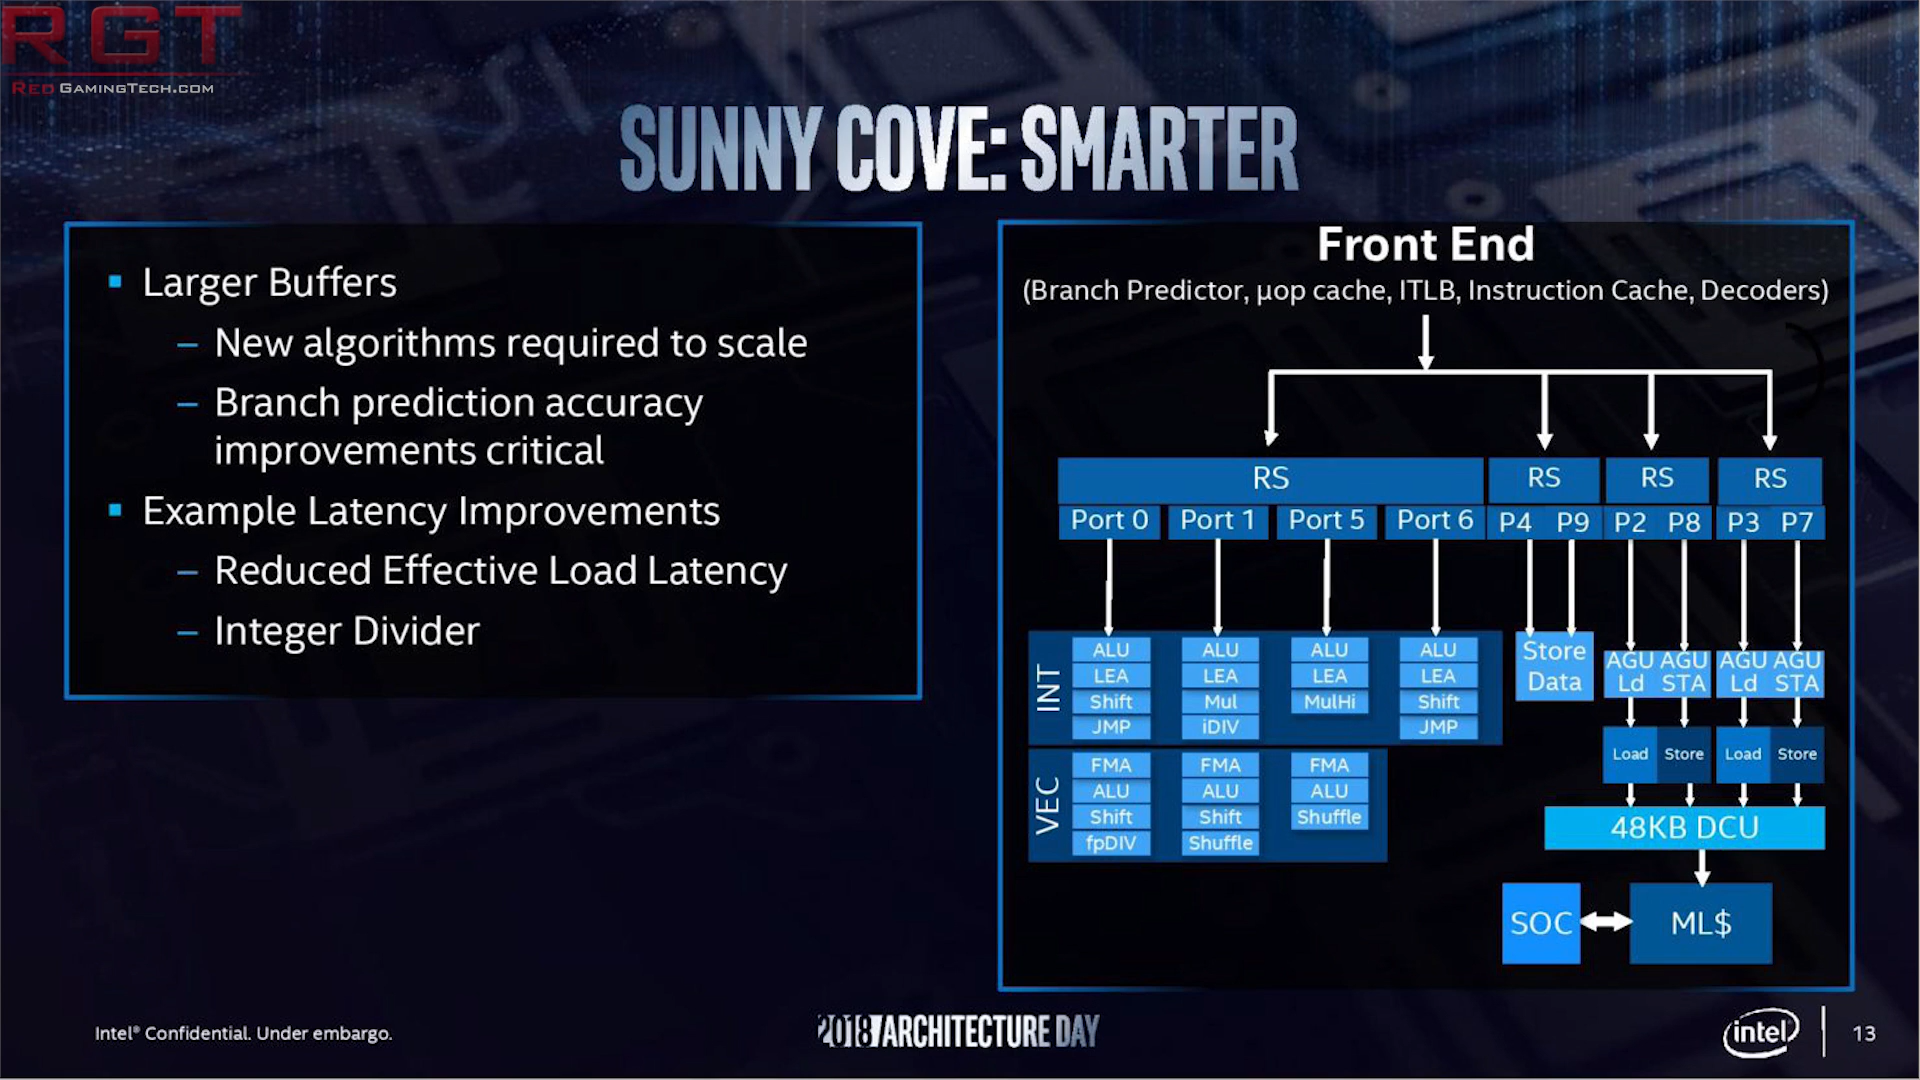 RGT
RED GAMINGTECH.COM
SUNNY COVE: SMARTER
Larger Buffers
– New algorithms required to scale
– Branch prediction accuracy
improvements critical
Example Latency Improvements
– Reduced Effective Load Latency
– Integer Divider
Front End
(Branch Predictor, µop cache, ITLB, Instruction Cache, Decoders)
RS RS RS RS
Port 0 Port 1 Port 5 Port 6 P4 P9 P2 P8 P3 P7
INT
ALU ALU ALU ALU
LEA LEA LEA LEA
Shift Mul MulHi Shift
JMP iDIV JMP
Store
Data
AGU AGU AGU AGU
Ld STA Ld STA
Load Store Load Store
VEC
FMA FMA FMA
ALU ALU ALU
Shift Shift Shuffle
fpDIV Shuffle
48KB DCU
SOC ML$
Intel® Confidential. Under embargo.
2018 ARCHITECTURE DAY
intel
13